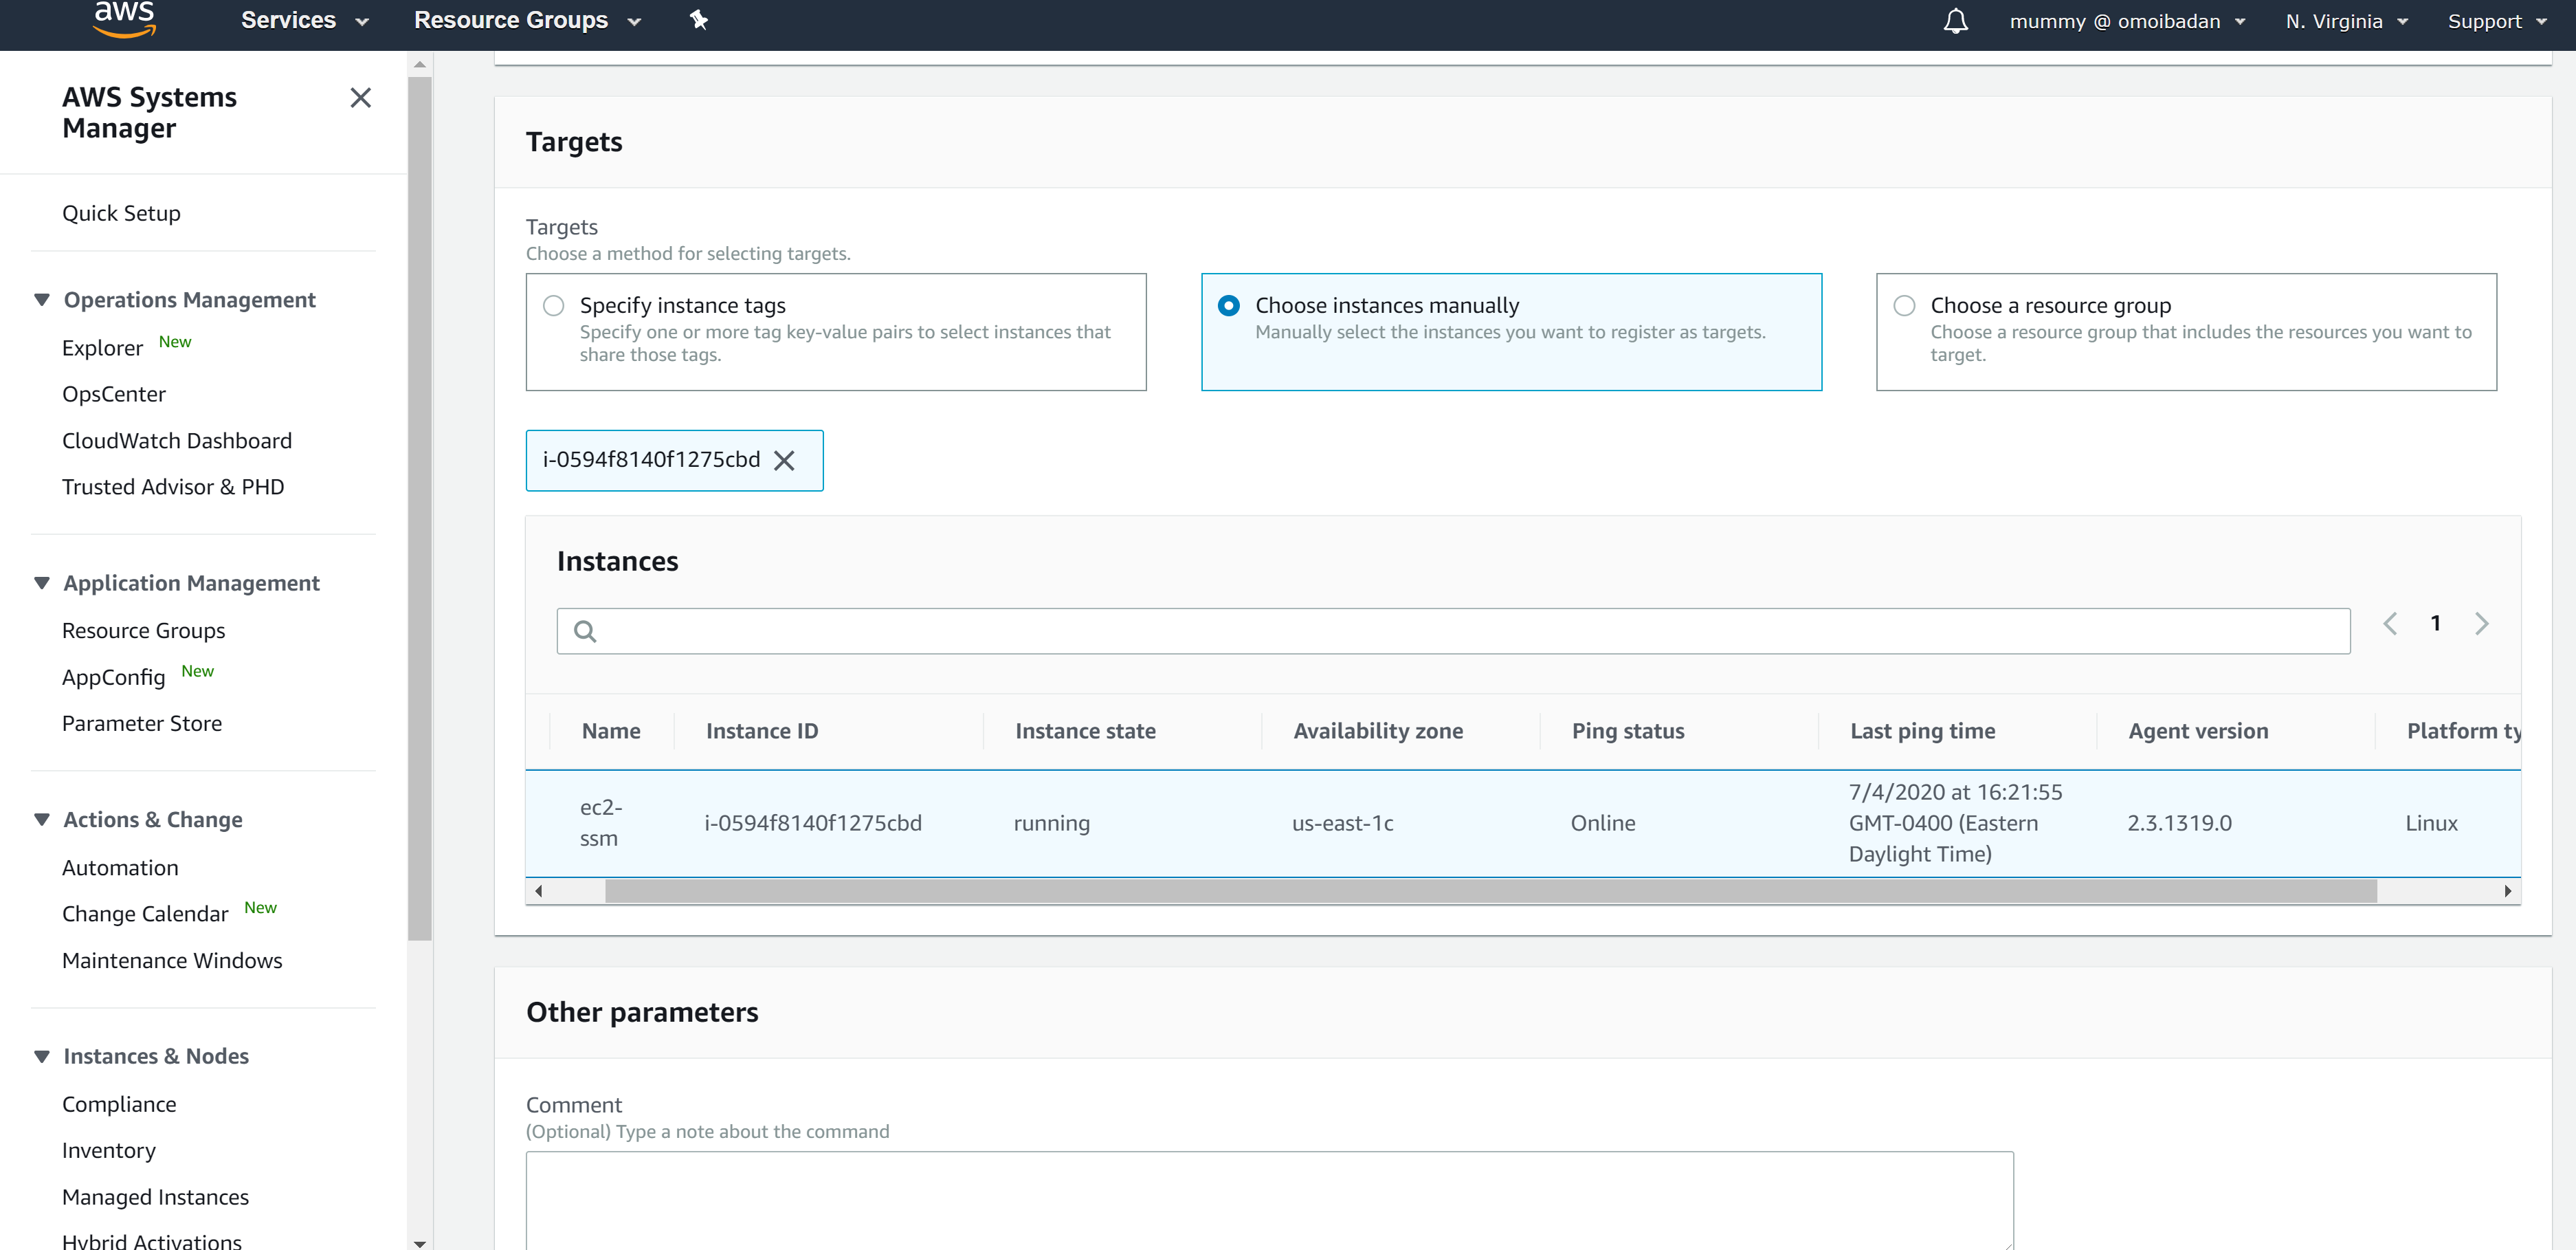 aws
Services
Resource Groups
mummy @ omoibadan
N. Virginia
Support
AWS Systems
Manager
Quick Setup
Operations Management
Explorer New
OpsCenter
CloudWatch Dashboard
Trusted Advisor & PHD
Application Management
Resource Groups
AppConfig New
Parameter Store
Actions & Change
Automation
Change Calendar New
Maintenance Windows
Instances & Nodes
Compliance
Inventory
Managed Instances
Hybrid Activations
Targets
Targets
Choose a method for selecting targets.
Specify instance tags
Specify one or more tag key-value pairs to select instances that
share those tags.
Choose instances manually
Manually select the instances you want to register as targets.
Choose a resource group
Choose a resource group that includes the resources you want to
target.
i-0594f8140f1275cbd
Instances
1
Name Instance ID Instance state Availability zone Ping status Last ping time Agent version Platform ty
ec2-
ssm
i-0594f8140f1275cbd
running
us-east-1c
Online
7/4/2020 at 16:21:55
GMT-0400 (Eastern
Daylight Time)
2.3.1319.0
Linux
Other parameters
Comment
(Optional) Type a note about the command